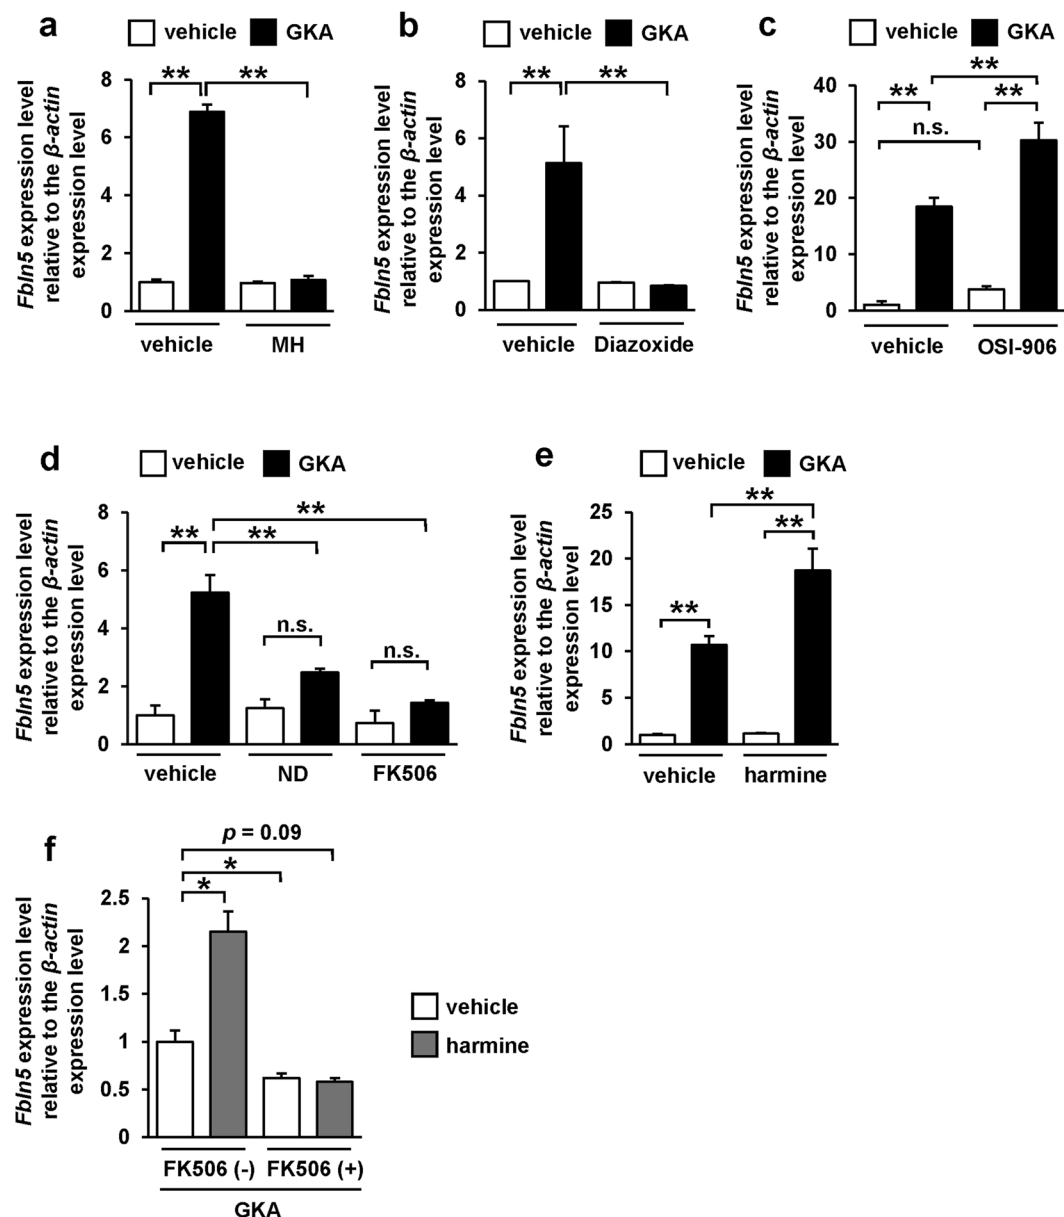 a
vehicle
GKA
Fbln5 expression level
relative to the β-actin
expression level
8
6
4
2
0
**
**
vehicle
MH
b
vehicle
GKA
Fbln5 expression level
relative to the β-actin
expression level
8
6
4
2
0
**
**
vehicle
Diazoxide
c
vehicle
GKA
Fbln5 expression level
relative to the β-actin
expression level
40
30
20
10
0
**
**
**
n.s.
vehicle
OSI-906
d
vehicle
GKA
Fbln5 expression level
relative to the β-actin
expression level
8
6
4
2
0
**
**
**
n.s.
n.s.
vehicle
ND
FK506
e
vehicle
GKA
Fbln5 expression level
relative to the β-actin
expression level
25
20
15
10
5
0
**
**
**
vehicle
harmine
f
Fbln5 expression level
relative to the β-actin
expression level
2.5
2
1.5
1
0.5
0
p = 0.09
*
*
vehicle
harmine
FK506 (-)
FK506 (+)
GKA